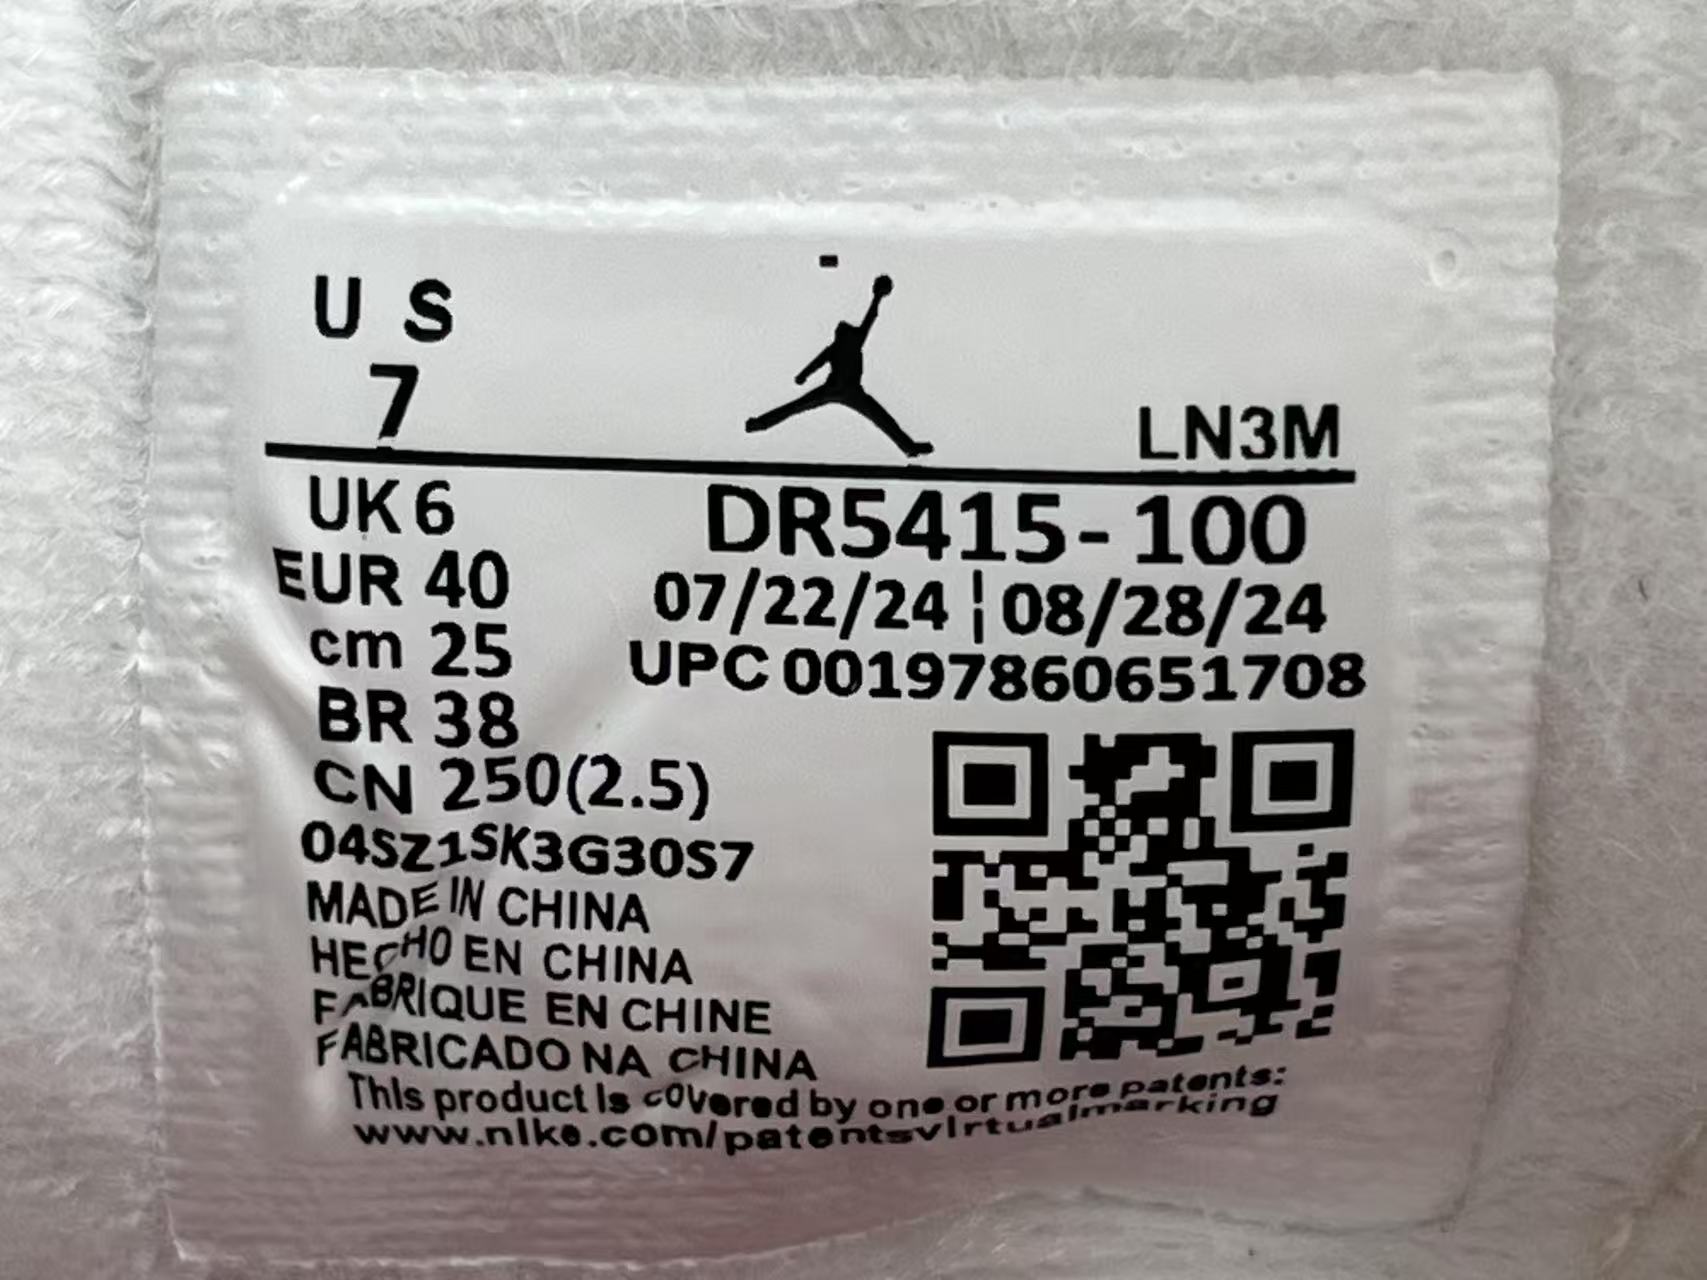 US
7
LN3M
UK 6
EUR 40
cm 25
BR 38
CN 250(2.5)
DR5415-100
07/22/24 ¦ 08/28/24
UPC 00197860651708
04SZ1SK3G30S7
MADE IN CHINA
HECHO EN CHINA
FABRIQUE EN CHINE
FABRICADO NA CHINA
This product is covered by one or more patents:
www.nike.com/patentsvirtualmarking